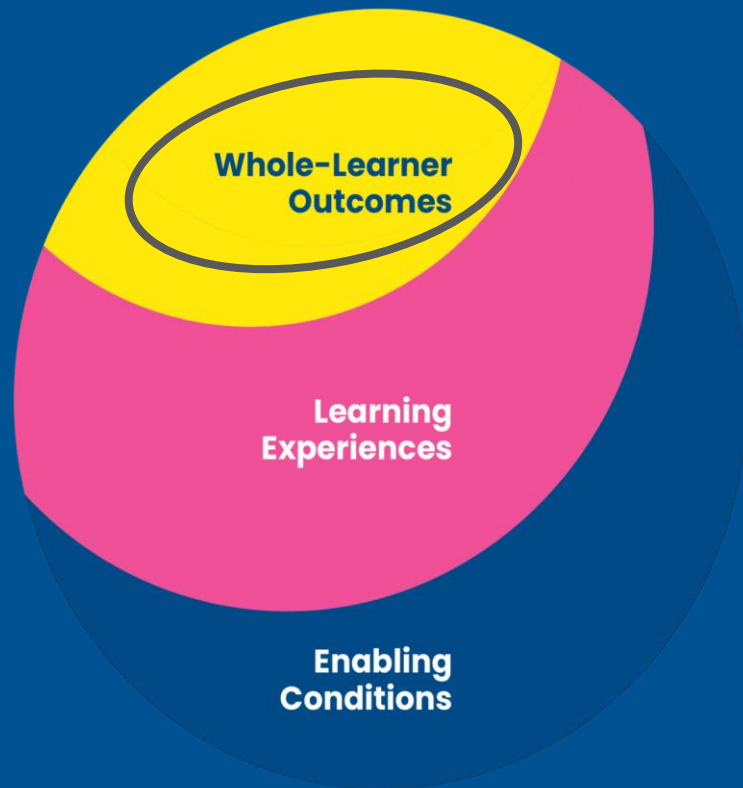 Whole-Learner
Outcomes
Learning
Experiences
Enabling
Conditions